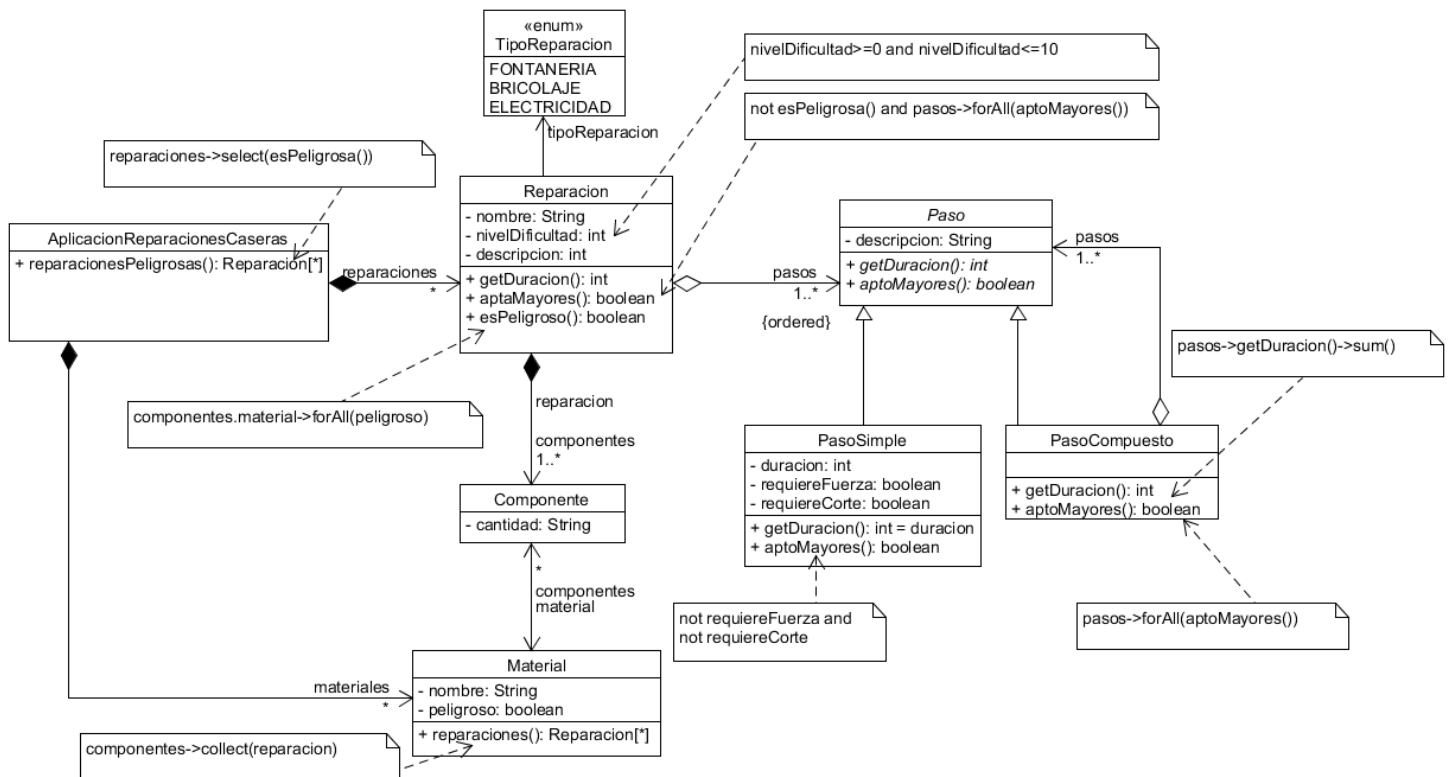 «enum»
TipoReparacion
FONTANERIA
BRICOLAJE
ELECTRICIDAD
tipoReparacion
nivelDificultad>=0 and nivelDificultad<=10
not esPeligrosa() and pasos->forAll(aptoMayores())
reparaciones->select(esPeligrosa())
AplicacionReparacionesCaseras
+ reparacionesPeligrosas(): Reparacion[*]
reparaciones
*
Reparacion
- nombre: String
- nivelDificultad: int
- descripcion: int
+ getDuracion(): int
+ aptaMayores(): boolean
+ esPeligroso(): boolean
pasos
1..*
{ordered}
Paso
- descripcion: String
+ getDuracion(): int
+ aptoMayores(): boolean
pasos
1..*
pasos->getDuracion()->sum()
componentes.material->forAll(peligroso)
reparacion
componentes
1..*
Componente
- cantidad: String
*
componentes
material
PasoSimple
- duracion: int
- requiereFuerza: boolean
- requiereCorte: boolean
+ getDuracion(): int = duracion
+ aptoMayores(): boolean
PasoCompuesto
+ getDuracion(): int
+ aptoMayores(): boolean
not requiereFuerza and
not requiereCorte
pasos->forAll(aptoMayores())
materiales
*
Material
- nombre: String
- peligroso: boolean
+ reparaciones(): Reparacion[*]
componentes->collect(reparacion)